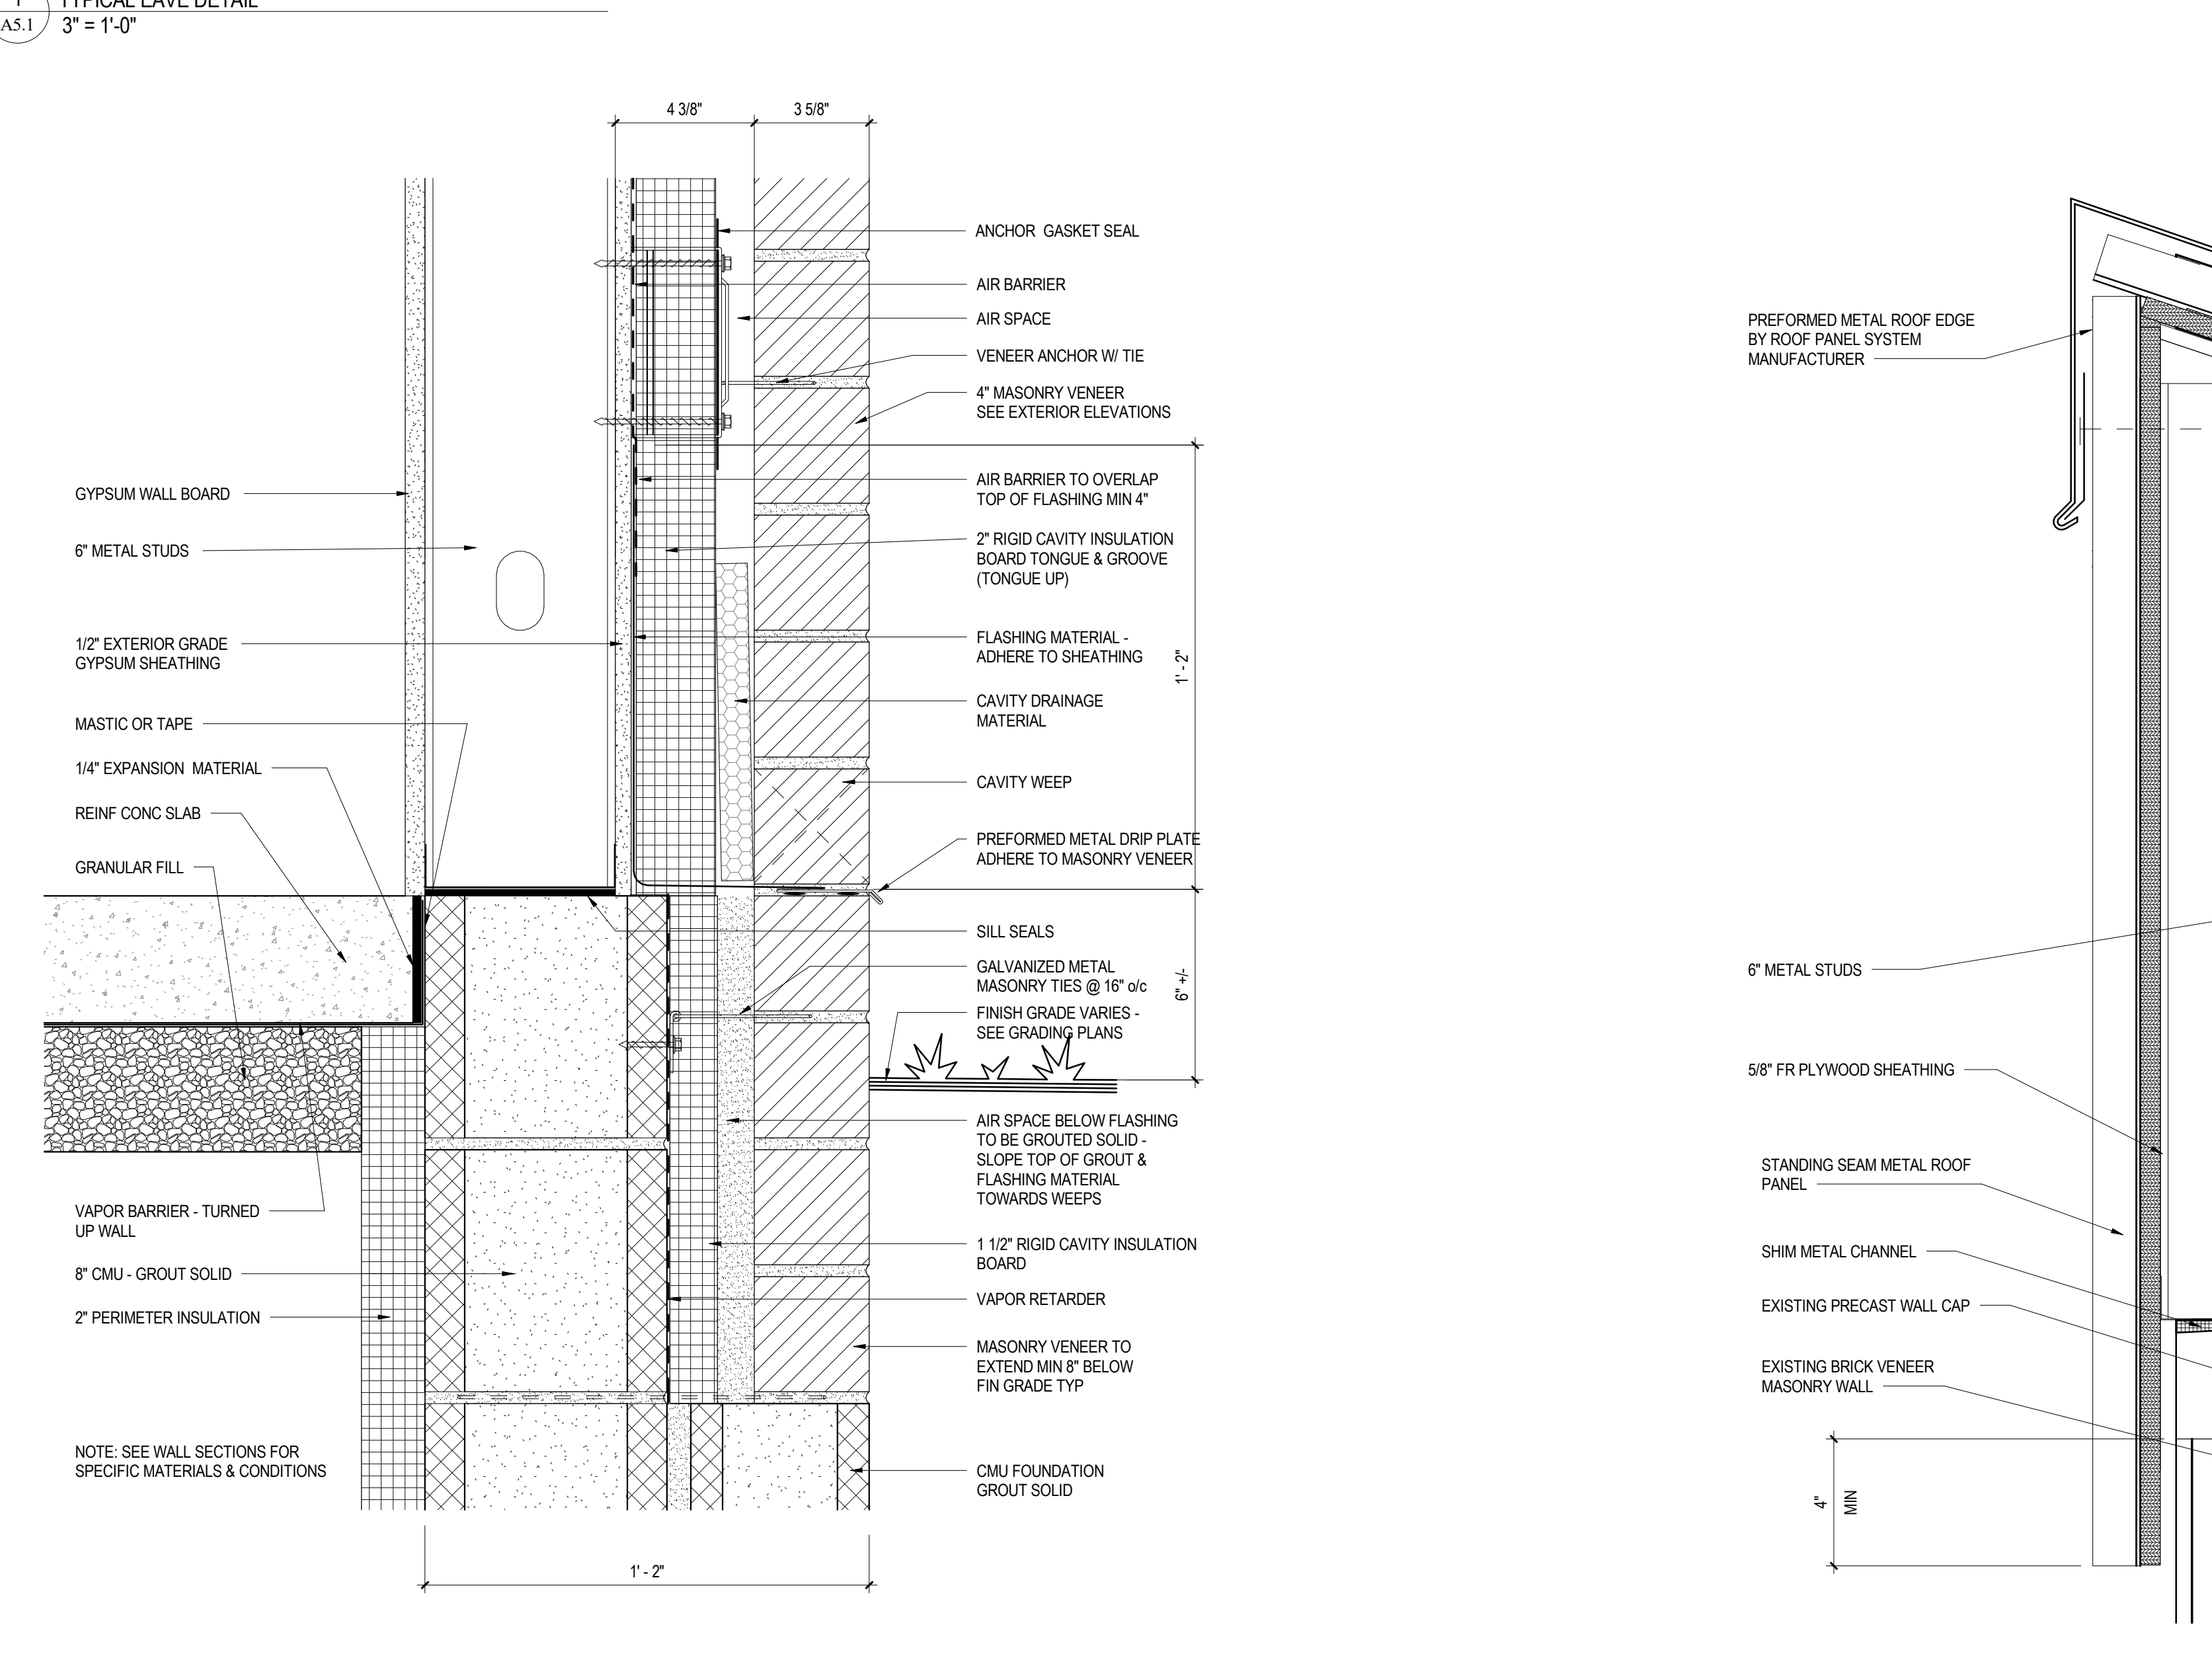 TYPICAL EAVE DETAIL
A5.1
3" = 1'-0"
4 3/8"
3 5/8"
ANCHOR GASKET SEAL
AIR BARRIER
AIR SPACE
VENEER ANCHOR W/ TIE
4" MASONRY VENEER
SEE EXTERIOR ELEVATIONS
AIR BARRIER TO OVERLAP
TOP OF FLASHING MIN 4"
2" RIGID CAVITY INSULATION
BOARD TONGUE & GROOVE
(TONGUE UP)
FLASHING MATERIAL -
ADHERE TO SHEATHING
1' - 2"
CAVITY DRAINAGE
MATERIAL
CAVITY WEEP
PREFORMED METAL DRIP PLATE
ADHERE TO MASONRY VENEER
SILL SEALS
GALVANIZED METAL
MASONRY TIES @ 16" o/c
6" +/-
FINISH GRADE VARIES -
SEE GRADING PLANS
AIR SPACE BELOW FLASHING
TO BE GROUTED SOLID -
SLOPE TOP OF GROUT &
FLASHING MATERIAL
TOWARDS WEEPS
1 1/2" RIGID CAVITY INSULATION
BOARD
VAPOR RETARDER
MASONRY VENEER TO
EXTEND MIN 8" BELOW
FIN GRADE TYP
CMU FOUNDATION
GROUT SOLID
GYPSUM WALL BOARD
6" METAL STUDS
1/2" EXTERIOR GRADE
GYPSUM SHEATHING
MASTIC OR TAPE
1/4" EXPANSION MATERIAL
REINF CONC SLAB
GRANULAR FILL
VAPOR BARRIER - TURNED
UP WALL
8" CMU - GROUT SOLID
2" PERIMETER INSULATION
NOTE: SEE WALL SECTIONS FOR
SPECIFIC MATERIALS & CONDITIONS
1' - 2"
PREFORMED METAL ROOF EDGE
BY ROOF PANEL SYSTEM
MANUFACTURER
6" METAL STUDS
5/8" FR PLYWOOD SHEATHING
STANDING SEAM METAL ROOF
PANEL
SHIM METAL CHANNEL
EXISTING PRECAST WALL CAP
EXISTING BRICK VENEER
MASONRY WALL
4"
MIN